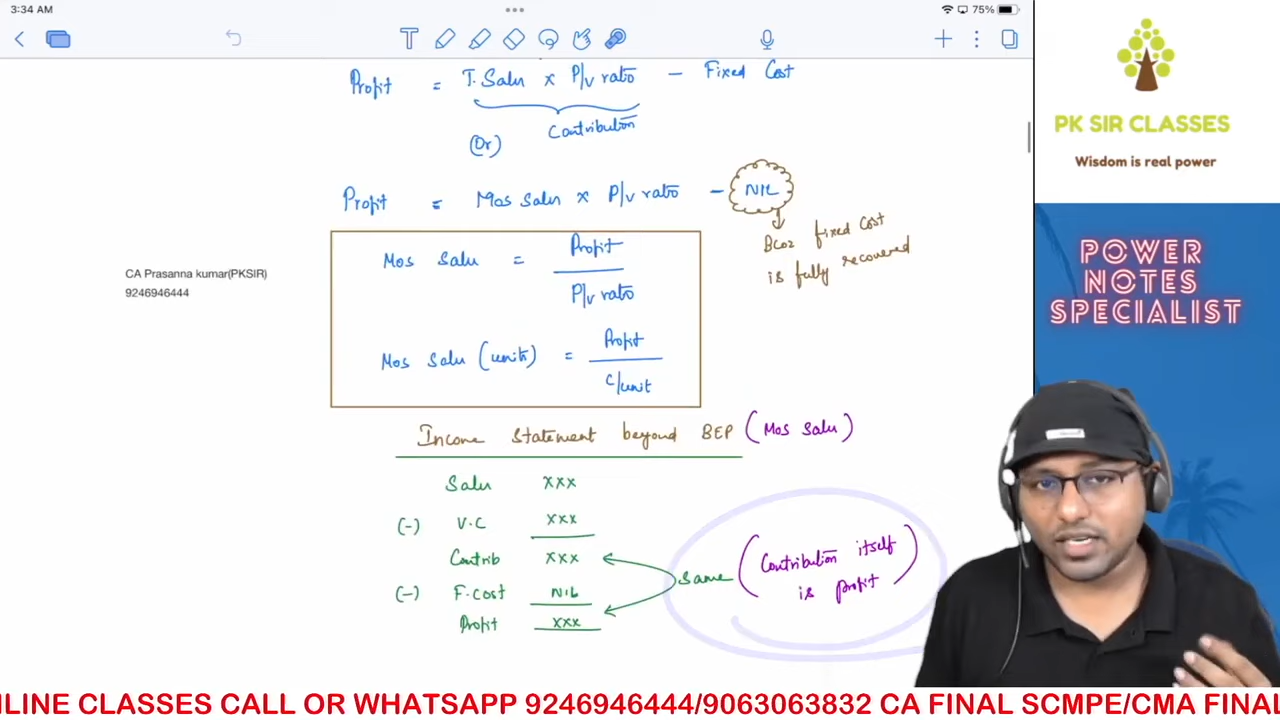 3:34 AM
75%
T
Profit = T. Sales x P/v ratio - Fixed Cost
Contribution
(Or)
Profit = Mos Sales x P/v ratio - NIL
Bcoz fixed cost
is fully recovered
Mos Sales = Profit
P/v ratio
Mos Sales (units) = Profit
C/unit
CA Prasanna kumar(PKSIR)
9246946444
Income Statement beyond BEP (Mos Sales)
Sales xxx
(-) V.C xxx
Contrib xxx
(-) F.cost NIL
Profit xxx
Same (Contribution itself
is profit)
PK SIR CLASSES
Wisdom is real power
POWER
NOTES
SPECIALIST
NLINE CLASSES CALL OR WHATSAPP 9246946444/9063063832 CA FINAL SCMPE/CMA FINAL